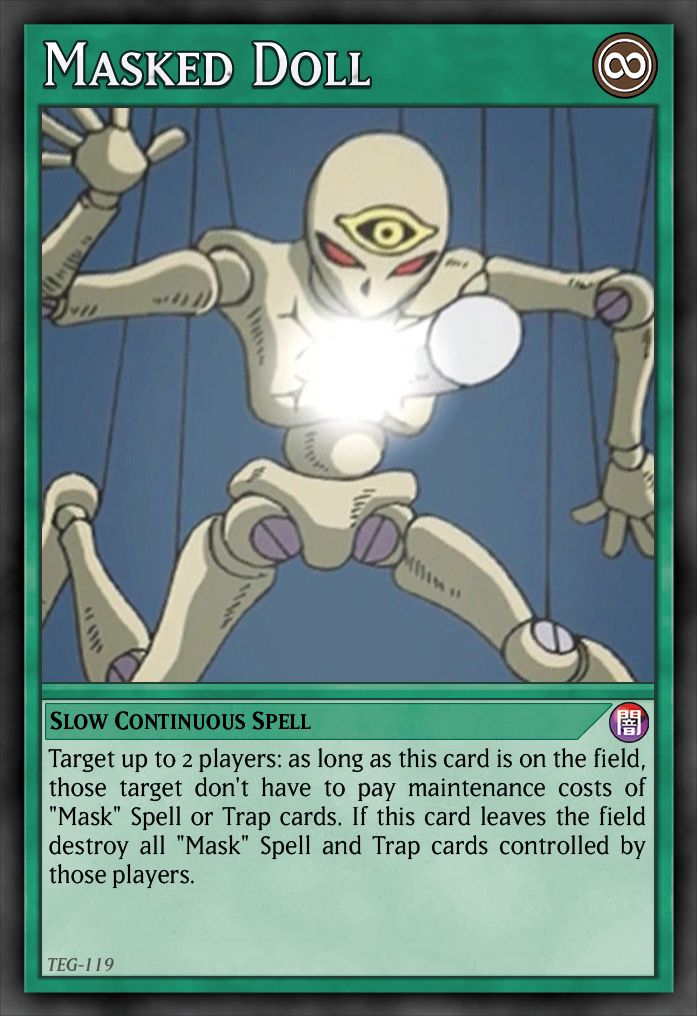 Masked Doll
Slow Continuous Spell
闇
Target up to 2 players: as long as this card is on the field,
those target don't have to pay maintenance costs of
"Mask" Spell or Trap cards. If this card leaves the field
destroy all "Mask" Spell and Trap cards controlled by
those players.
TEG-119